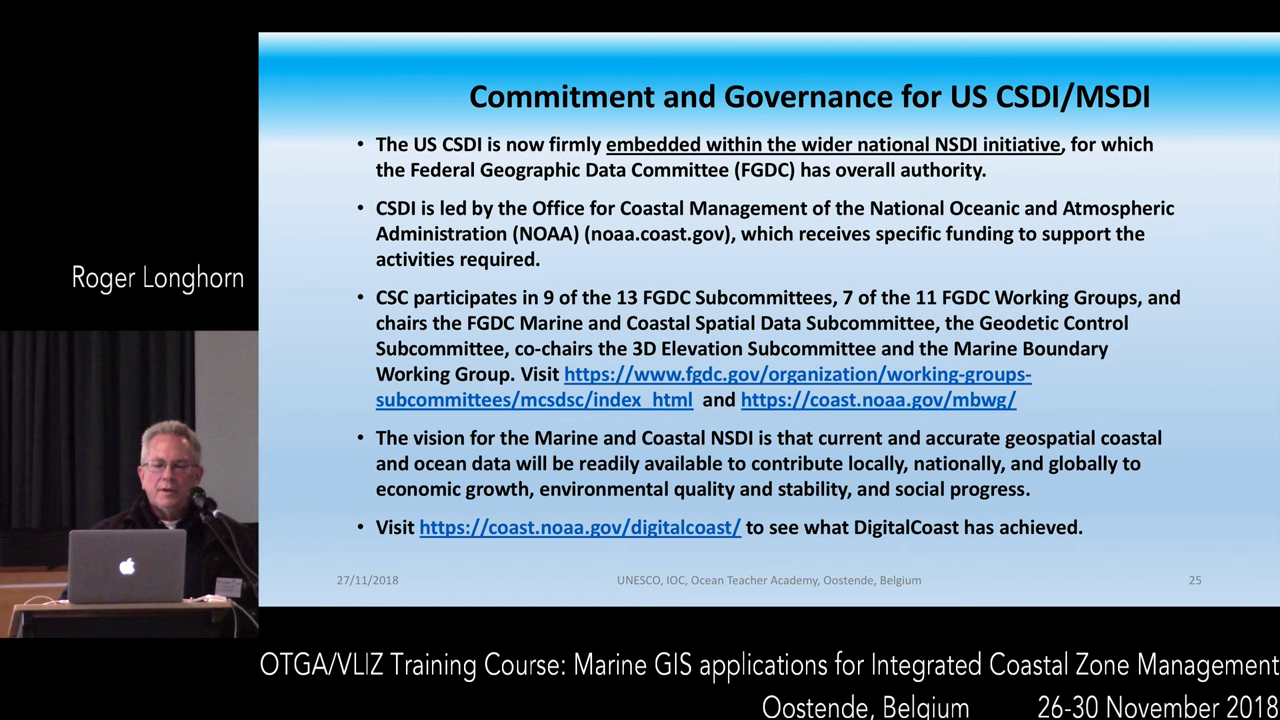 Commitment and Governance for US CSDI/MSDI
• The US CSDI is now firmly embedded within the wider national NSDI initiative, for which
the Federal Geographic Data Committee (FGDC) has overall authority.
• CSDI is led by the Office for Coastal Management of the National Oceanic and Atmospheric
Administration (NOAA) (noaa.coast.gov), which receives specific funding to support the
activities required.
• CSC participates in 9 of the 13 FGDC Subcommittees, 7 of the 11 FGDC Working Groups, and
chairs the FGDC Marine and Coastal Spatial Data Subcommittee, the Geodetic Control
Subcommittee, co-chairs the 3D Elevation Subcommittee and the Marine Boundary
Working Group. Visit https://www.fgdc.gov/organization/working-groups-
subcommittees/mcsdsc/index_html and https://coast.noaa.gov/mbwg/
• The vision for the Marine and Coastal NSDI is that current and accurate geospatial coastal
and ocean data will be readily available to contribute locally, nationally, and globally to
economic growth, environmental quality and stability, and social progress.
• Visit https://coast.noaa.gov/digitalcoast/ to see what DigitalCoast has achieved.
27/11/2018 UNESCO, IOC, Ocean Teacher Academy, Oostende, Belgium 25
Roger Longhorn
OTGA/VLIZ Training Course: Marine GIS applications for Integrated Coastal Zone Management
Oostende, Belgium 26-30 November 2018